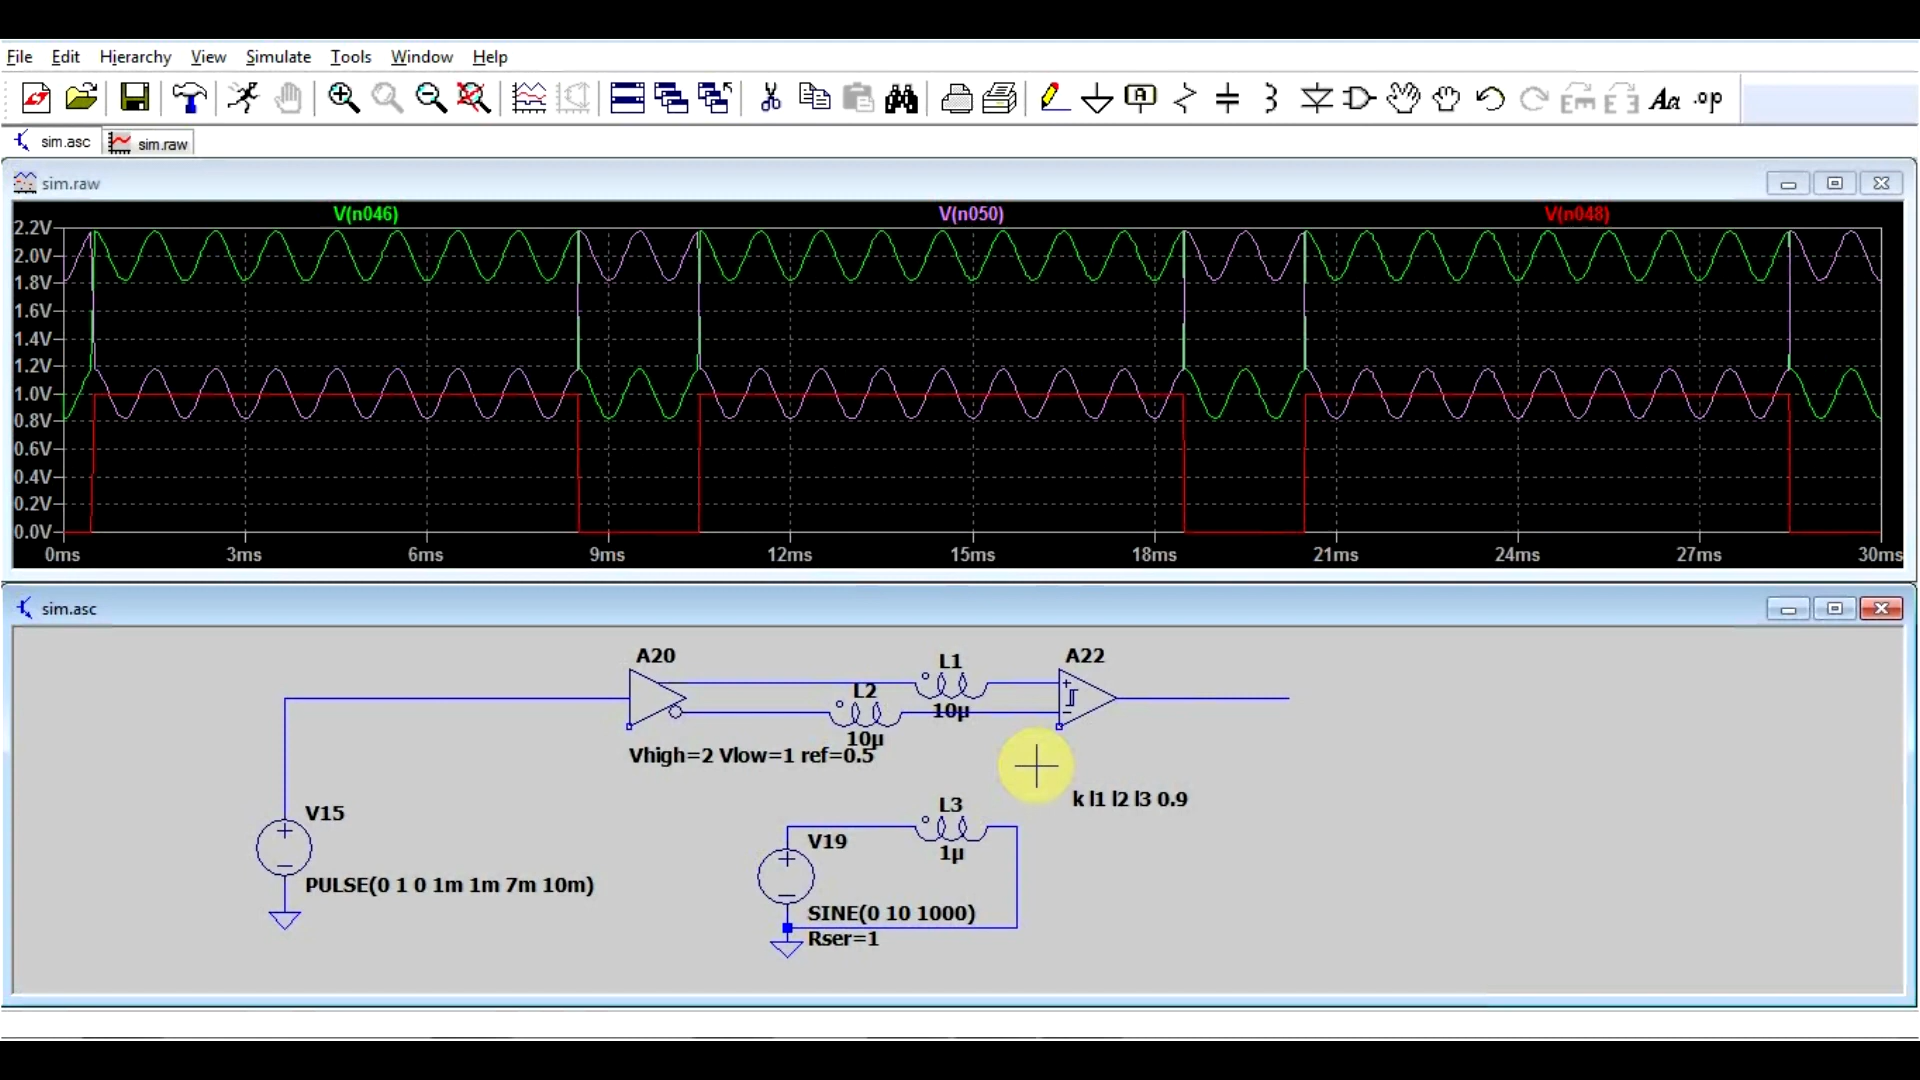 File Edit Hierarchy View Simulate Tools Window Help
A Aa .op
sim.asc sim.raw
sim.raw
V(n046) V(n050) V(n048)
2.2V
2.0V
1.8V
1.6V
1.4V
1.2V
1.0V
0.8V
0.6V
0.4V
0.2V
0.0V
0ms 3ms 6ms 9ms 12ms 15ms 18ms 21ms 24ms 27ms 30ms
sim.asc
A20 L1 A22
L2
10µ
10µ
Vhigh=2 Vlow=1 ref=0.5
k l1 l2 l3 0.9
L3
V15
V19
1µ
PULSE(0 1 0 1m 1m 7m 10m)
SINE(0 10 1000)
Rser=1